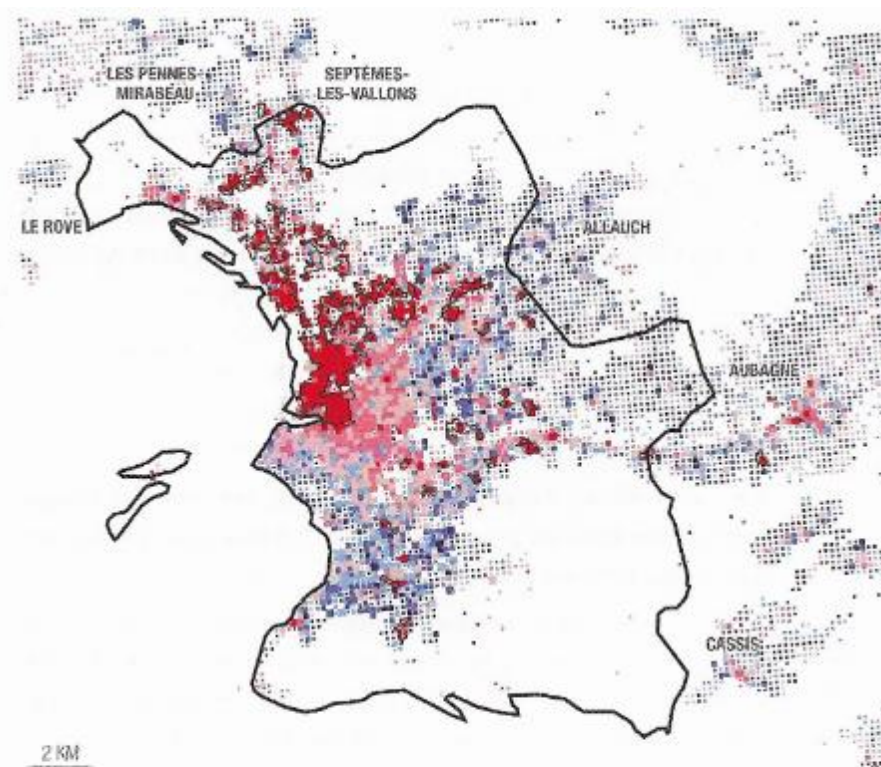 LES PENNES-
MIRABEAU
SEPTÈMES-
LES-VALLONS
LE ROVE
ALLAUCH
AUBAGNE
CASSIS
2 KM